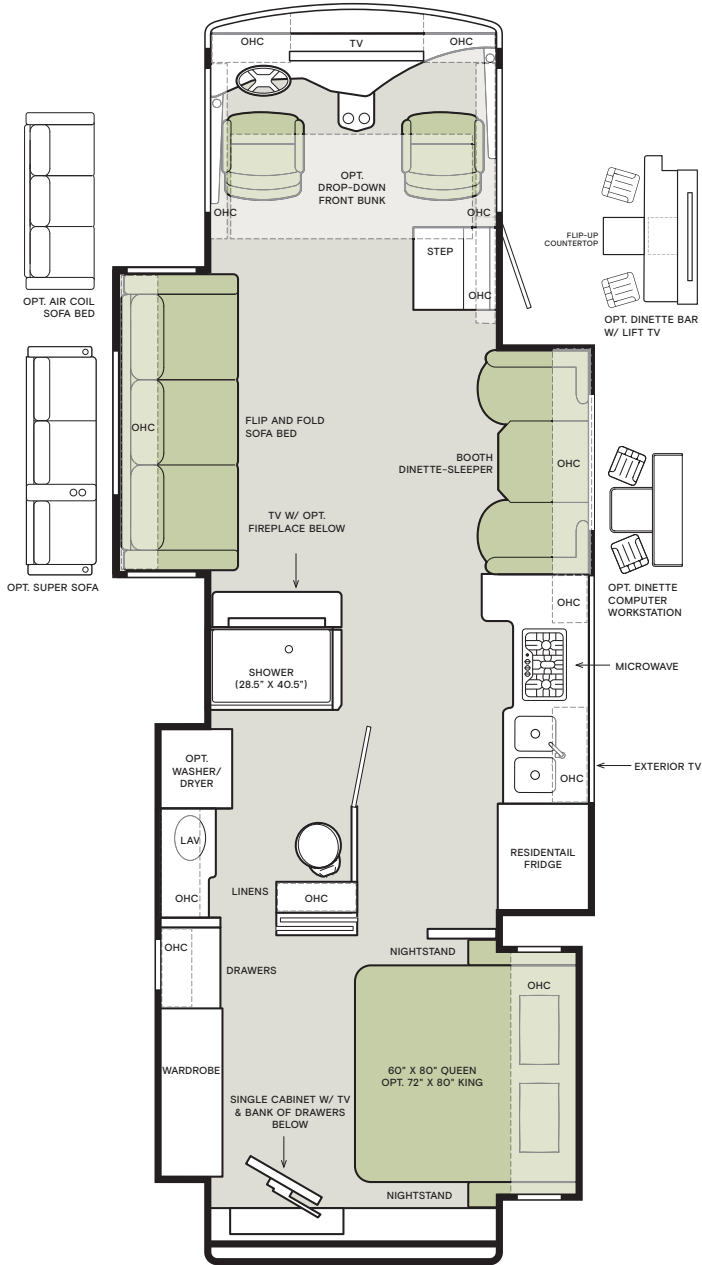 OHC
TV
OHC
OPT.
DROP-DOWN
FRONT BUNK
OHC
OHC
STEP
OHC
FLIP-UP
COUNTERTOP
OPT. AIR COIL
SOFA BED
OPT. DINETTE BAR
W/ LIFT TV
OHC
FLIP AND FOLD
SOFA BED
BOOTH
DINETTE-SLEEPER
OHC
TV W/ OPT.
FIREPLACE BELOW
OPT. SUPER SOFA
OPT. DINETTE
COMPUTER
WORKSTATION
OHC
SHOWER
(28.5" X 40.5")
MICROWAVE
OPT.
WASHER/
DRYER
OHC
EXTERIOR TV
LAV
RESIDENTAIL
FRIDGE
LINENS
OHC
OHC
OHC
NIGHTSTAND
DRAWERS
OHC
WARDROBE
60" X 80" QUEEN
OPT. 72" X 80" KING
SINGLE CABINET W/ TV
& BANK OF DRAWERS
BELOW
NIGHTSTAND